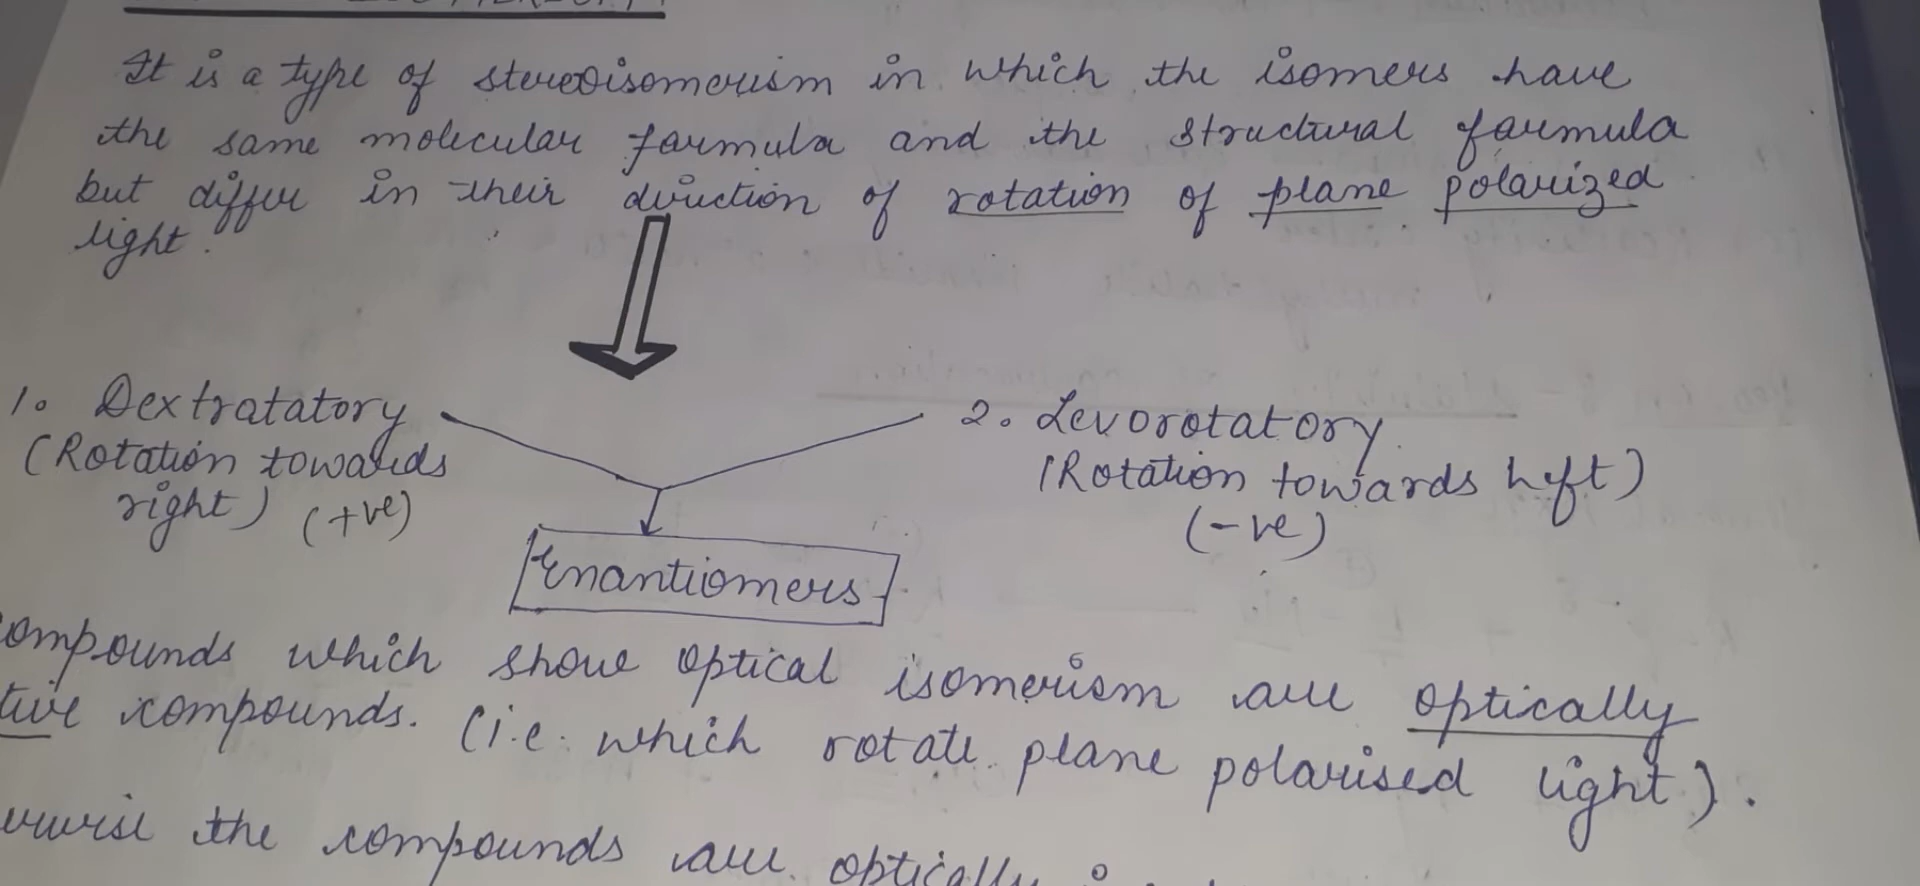 It is a type of stereoisomerism in which the isomers have
the same molecular formula and the structural formula
but differ in their direction of rotation of plane polarized
light.
1. Dextratatory
(Rotation towards
right) (+ve)
2. Levorotatory
(Rotation towards left)
(-ve)
Enantiomers
ompounds which show optical isomerism are optically
tive compounds. (i.e. which rotate plane polarised light).
the compounds are optically